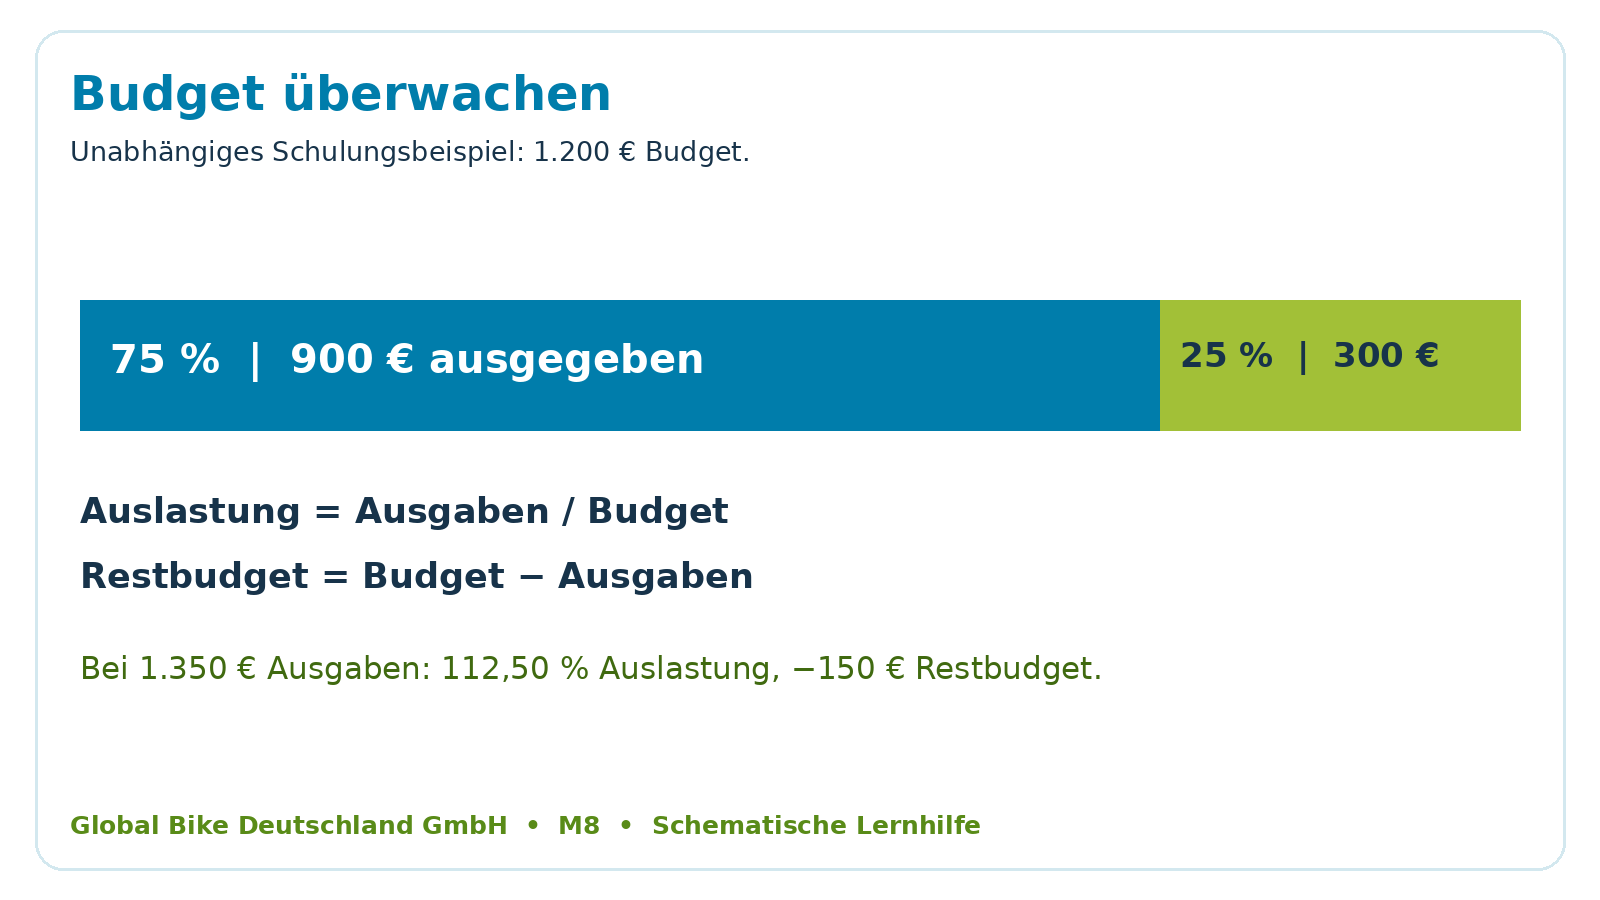 Budget überwachen
Unabhängiges Schulungsbeispiel: 1.200 € Budget.
75 % | 900 € ausgegeben
25 % | 300 €
Auslastung = Ausgaben / Budget
Restbudget = Budget − Ausgaben
Bei 1.350 € Ausgaben: 112,50 % Auslastung, −150 € Restbudget.
Global Bike Deutschland GmbH • M8 • Schematische Lernhilfe